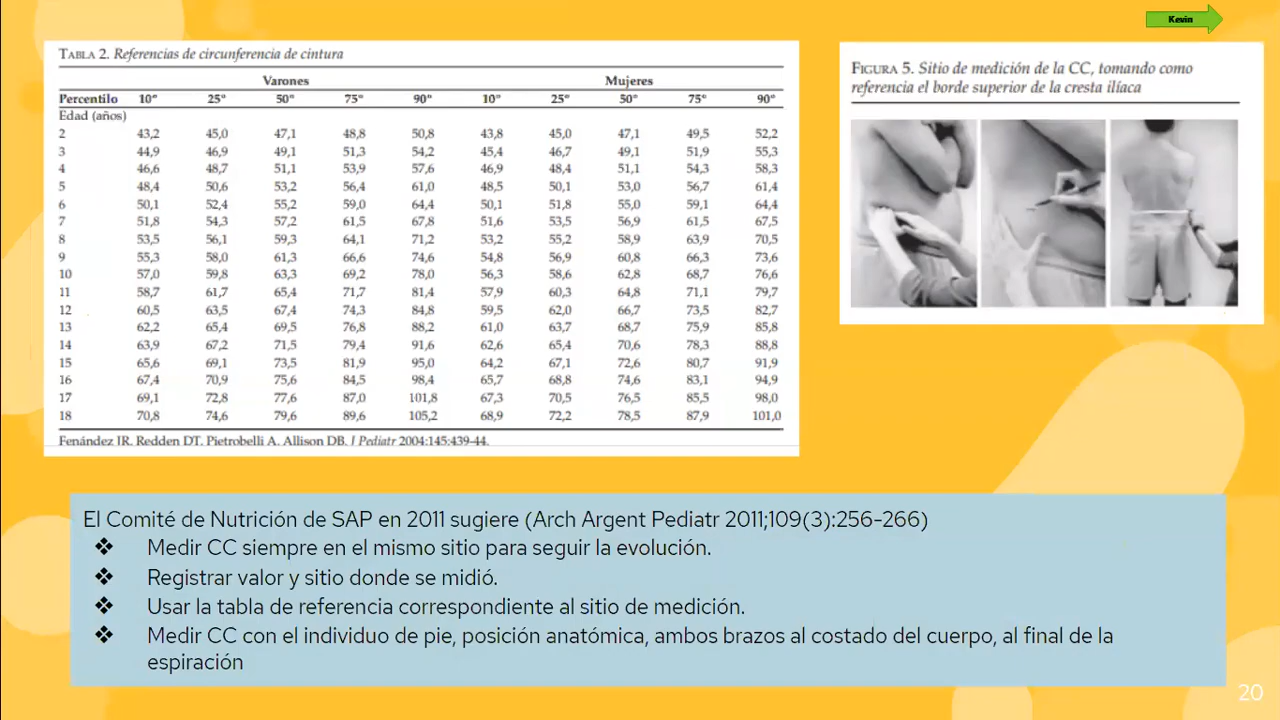 Kevin
TABLA 2. Referencias de circunferencia de cintura
Varones Mujeres
Percentilo 10º 25º 50º 75º 90º 10º 25º 50º 75º 90º
Edad (años)
2 43,2 45,0 47,1 48,8 50,8 43,8 45,0 47,1 49,5 52,2
3 44,9 46,9 49,1 51,3 54,2 45,4 46,7 49,1 51,9 55,3
4 46,6 48,7 51,1 53,9 57,6 46,9 48,4 51,1 54,3 58,3
5 48,4 50,6 53,2 56,4 61,0 48,5 50,1 53,0 56,7 61,4
6 50,1 52,4 55,2 59,0 64,4 50,1 51,8 55,0 59,1 64,4
7 51,8 54,3 57,2 61,5 67,8 51,6 53,5 56,9 61,5 67,5
8 53,5 56,1 59,3 64,1 71,2 53,2 55,2 58,9 63,9 70,5
9 55,3 58,0 61,3 66,6 74,6 54,8 56,9 60,8 66,3 73,6
10 57,0 59,8 63,3 69,2 78,0 56,3 58,6 62,8 68,7 76,6
11 58,7 61,7 65,4 71,7 81,4 57,9 60,3 64,8 71,1 79,7
12 60,5 63,5 67,4 74,3 84,8 59,5 62,0 66,7 73,5 82,7
13 62,2 65,4 69,5 76,8 88,2 61,0 63,7 68,7 75,9 85,8
14 63,9 67,2 71,5 79,4 91,6 62,6 65,4 70,6 78,3 88,8
15 65,6 69,1 73,5 81,9 95,0 64,2 67,1 72,6 80,7 91,9
16 67,4 70,9 75,6 84,5 98,4 65,7 68,8 74,6 83,1 94,9
17 69,1 72,8 77,6 87,0 101,8 67,3 70,5 76,5 85,5 98,0
18 70,8 74,6 79,6 89,6 105,2 68,9 72,2 78,5 87,9 101,0
Fenández JR. Redden DT. Pietrobelli A. Allison DB. J Pediatr 2004:145:439-44.
FIGURA 5. Sitio de medición de la CC, tomando como
referencia el borde superior de la cresta ilíaca
El Comité de Nutrición de SAP en 2011 sugiere (Arch Argent Pediatr 2011;109(3):256-266)
❖ Medir CC siempre en el mismo sitio para seguir la evolución.
❖ Registrar valor y sitio donde se midió.
❖ Usar la tabla de referencia correspondiente al sitio de medición.
❖ Medir CC con el individuo de pie, posición anatómica, ambos brazos al costado del cuerpo, al final de la
espiración
20